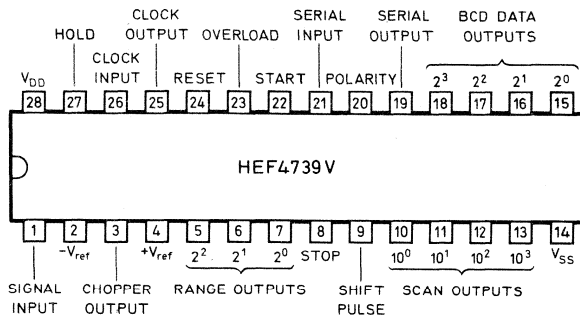 CLOCK SERIAL SERIAL BCD DATA
HOLD OUTPUT OVERLOAD INPUT OUTPUT OUTPUTS
CLOCK
V_DD INPUT RESET START POLARITY 2³ 2² 2¹ 2⁰
28 27 26 25 24 23 22 21 20 19 18 17 16 15
HEF4739V
1 2 3 4 5 6 7 8 9 10 11 12 13 14
-V_ref +V_ref 2² 2¹ 2⁰ STOP 10⁰ 10¹ 10² 10³ V_SS
SIGNAL CHOPPER RANGE OUTPUTS SHIFT SCAN OUTPUTS
INPUT OUTPUT PULSE